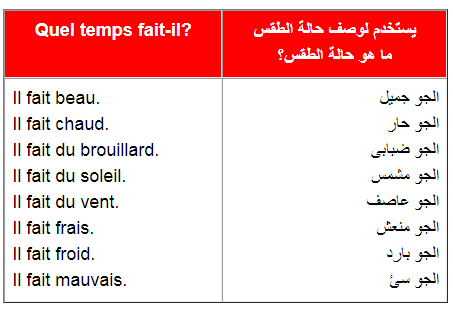 Quel temps fait-il?
يستخدم لوصف حالة الطقس
ما هو حالة الطقس؟
Il fait beau.
الجو جميل
Il fait chaud.
الجو حار
Il fait du brouillard.
الجو ضبابى
Il fait du soleil.
الجو مشمس
Il fait du vent.
الجو عاصف
Il fait frais.
الجو منعش
Il fait froid.
الجو بارد
Il fait mauvais.
الجو سئ